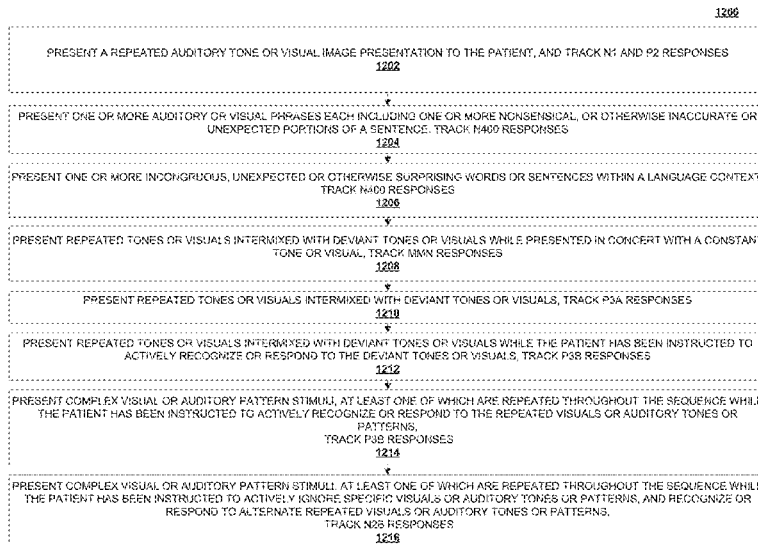 1200
PRESENT A REPEATED AUDITORY TONE OR VISUAL IMAGE PRESENTATION TO THE PATIENT, AND TRACK N1 AND P2 RESPONSES
1202
PRESENT ONE OR MORE AUDITORY OR VISUAL PHRASES EACH INCLUDING ONE OR MORE NONSENSICAL, OR OTHERWISE INACCURATE OR
UNEXPECTED PORTIONS OF A SENTENCE, TRACK N400 RESPONSES
1204
PRESENT ONE OR MORE INCONGRUOUS, UNEXPECTED OR OTHERWISE SURPRISING WORDS OR SENTENCES WITHIN A LANGUAGE CONTEXT
TRACK N400 RESPONSES
1206
PRESENT REPEATED TONES OR VISUALS INTERMIXED WITH DEVIANT TONES OR VISUALS WHILE PRESENTED IN CONCERT WITH A CONSTANT
TONE OR VISUAL, TRACK MMN RESPONSES
1208
PRESENT REPEATED TONES OR VISUALS INTERMIXED WITH DEVIANT TONES OR VISUALS, TRACK P3A RESPONSES
1210
PRESENT REPEATED TONES OR VISUALS INTERMIXED WITH DEVIANT TONES OR VISUALS WHILE THE PATIENT HAS BEEN INSTRUCTED TO
ACTIVELY RECOGNIZE OR RESPOND TO THE DEVIANT TONES OR VISUALS, TRACK P3B RESPONSES
1212
PRESENT COMPLEX VISUAL OR AUDITORY PATTERN STIMULI, AT LEAST ONE OF WHICH ARE REPEATED THROUGHOUT THE SEQUENCE WHILE
THE PATIENT HAS BEEN INSTRUCTED TO ACTIVELY RECOGNIZE OR RESPOND TO THE REPEATED VISUALS OR AUDITORY TONES OR
PATTERNS,
TRACK P3B RESPONSES
1214
PRESENT COMPLEX VISUAL OR AUDITORY PATTERN STIMULI, AT LEAST ONE OF WHICH ARE REPEATED THROUGHOUT THE SEQUENCE WHILE
THE PATIENT HAS BEEN INSTRUCTED TO ACTIVELY IGNORE SPECIFIC VISUALS OR AUDITORY TONES OR PATTERNS, AND RECOGNIZE OR
RESPOND TO ALTERNATE REPEATED VISUALS OR AUDITORY TONES OR PATTERNS,
TRACK N2B RESPONSES
1216